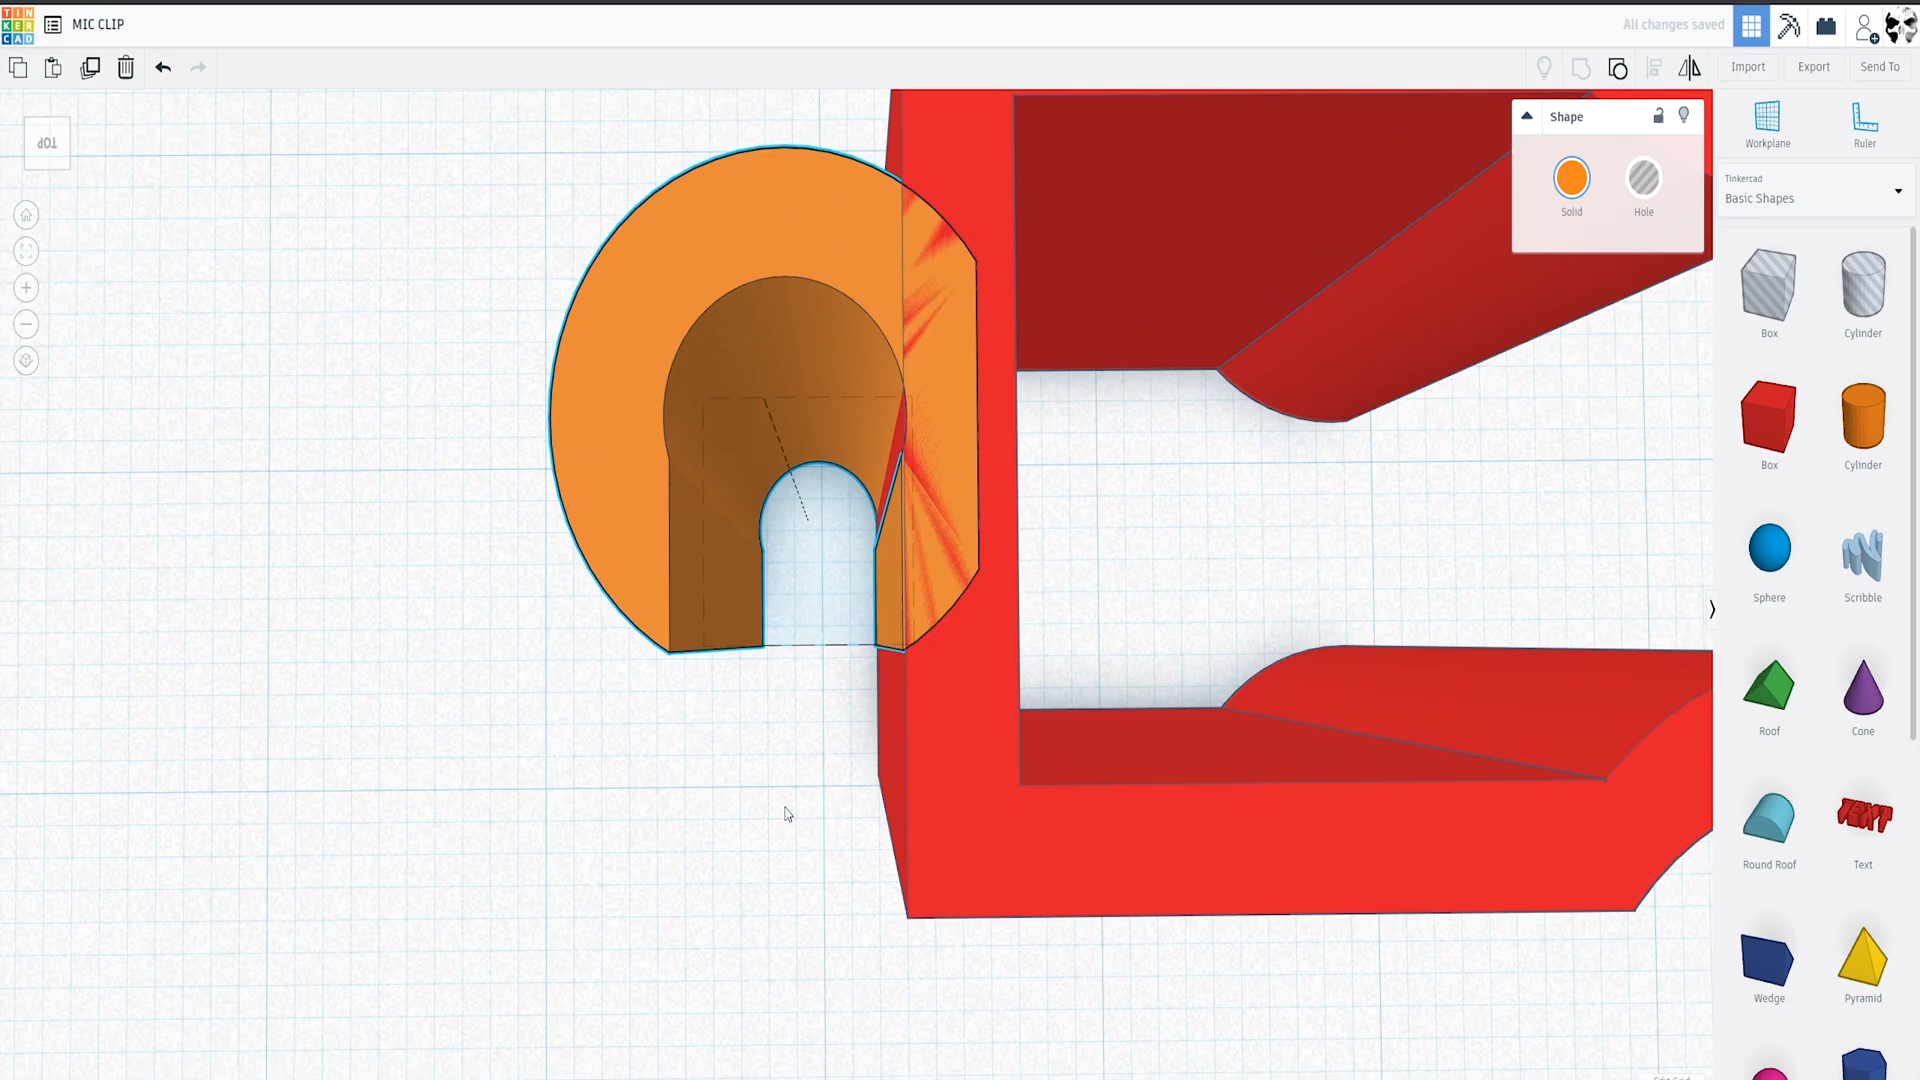 TIN
KER
CAD
MIC CLIP
All changes saved
Import
Export
Send To
TOP
Shape
Solid
Hole
Workplane
Ruler
Tinkercad
Basic Shapes
Box
Cylinder
Box
Cylinder
Sphere
Scribble
Roof
Cone
TEXT
Round Roof
Text
Wedge
Pyramid